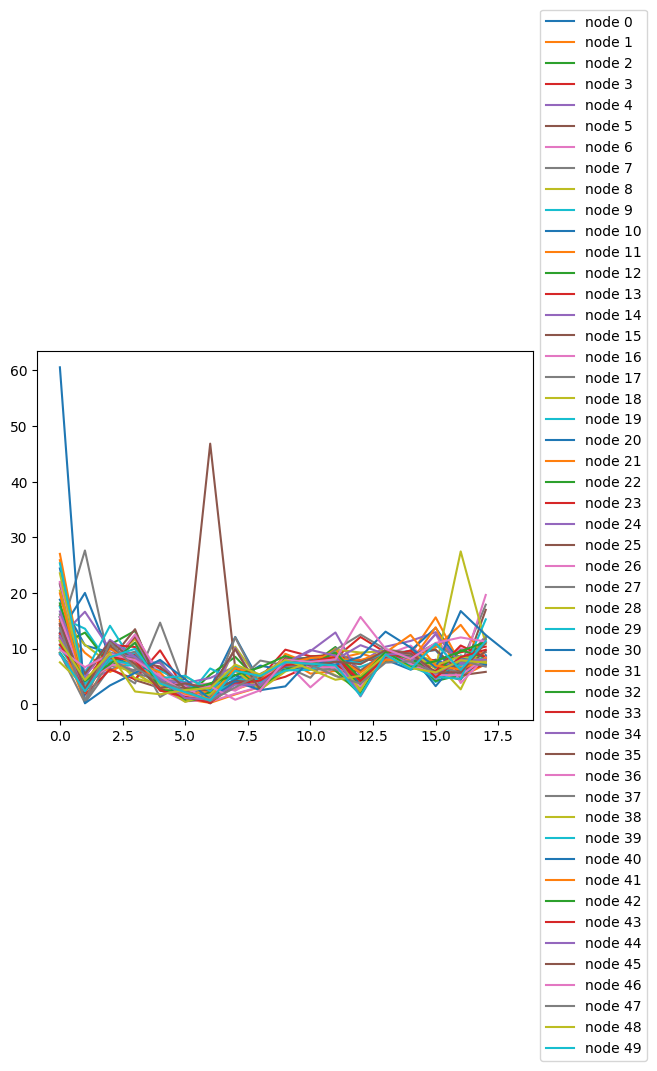 60
50
40
30
20
10
0
0.0 2.5 5.0 7.5 10.0 12.5 15.0 17.5
node 0
node 1
node 2
node 3
node 4
node 5
node 6
node 7
node 8
node 9
node 10
node 11
node 12
node 13
node 14
node 15
node 16
node 17
node 18
node 19
node 20
node 21
node 22
node 23
node 24
node 25
node 26
node 27
node 28
node 29
node 30
node 31
node 32
node 33
node 34
node 35
node 36
node 37
node 38
node 39
node 40
node 41
node 42
node 43
node 44
node 45
node 46
node 47
node 48
node 49